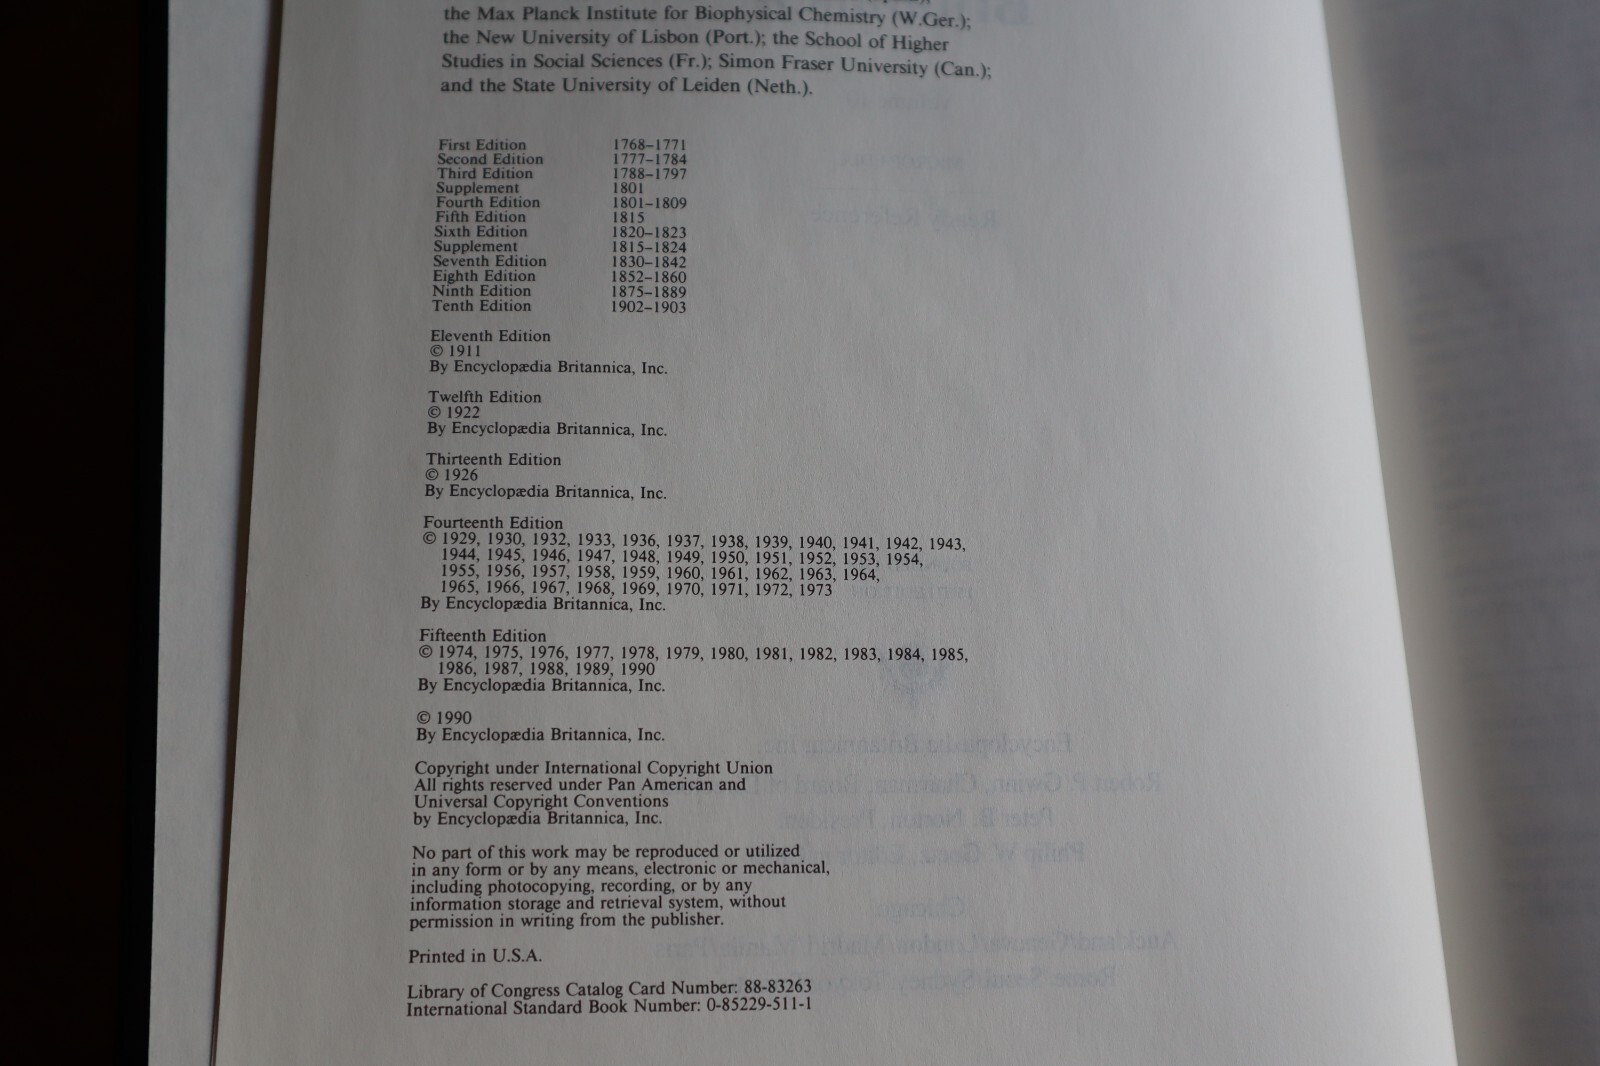 the Max Planck Institute for Biophysical Chemistry (W.Ger.);
the New University of Lisbon (Port.); the School of Higher
Studies in Social Sciences (Fr.); Simon Fraser University (Can.);
and the State University of Leiden (Neth.).
First Edition 1768–1771
Second Edition 1777–1784
Third Edition 1788–1797
Supplement 1801
Fourth Edition 1801–1809
Fifth Edition 1815
Sixth Edition 1820–1823
Supplement 1815–1824
Seventh Edition 1830–1842
Eighth Edition 1852–1860
Ninth Edition 1875–1889
Tenth Edition 1902–1903
Eleventh Edition
© 1911
By Encyclopædia Britannica, Inc.
Twelfth Edition
© 1922
By Encyclopædia Britannica, Inc.
Thirteenth Edition
© 1926
By Encyclopædia Britannica, Inc.
Fourteenth Edition
© 1929, 1930, 1932, 1933, 1936, 1937, 1938, 1939, 1940, 1941, 1942, 1943,
1944, 1945, 1946, 1947, 1948, 1949, 1950, 1951, 1952, 1953, 1954,
1955, 1956, 1957, 1958, 1959, 1960, 1961, 1962, 1963, 1964,
1965, 1966, 1967, 1968, 1969, 1970, 1971, 1972, 1973
By Encyclopædia Britannica, Inc.
Fifteenth Edition
© 1974, 1975, 1976, 1977, 1978, 1979, 1980, 1981, 1982, 1983, 1984, 1985,
1986, 1987, 1988, 1989, 1990
By Encyclopædia Britannica, Inc.
© 1990
By Encyclopædia Britannica, Inc.
Copyright under International Copyright Union
All rights reserved under Pan American and
Universal Copyright Conventions
by Encyclopædia Britannica, Inc.
No part of this work may be reproduced or utilized
in any form or by any means, electronic or mechanical,
including photocopying, recording, or by any
information storage and retrieval system, without
permission in writing from the publisher.
Printed in U.S.A.
Library of Congress Catalog Card Number: 88-83263
International Standard Book Number: 0-85229-511-1